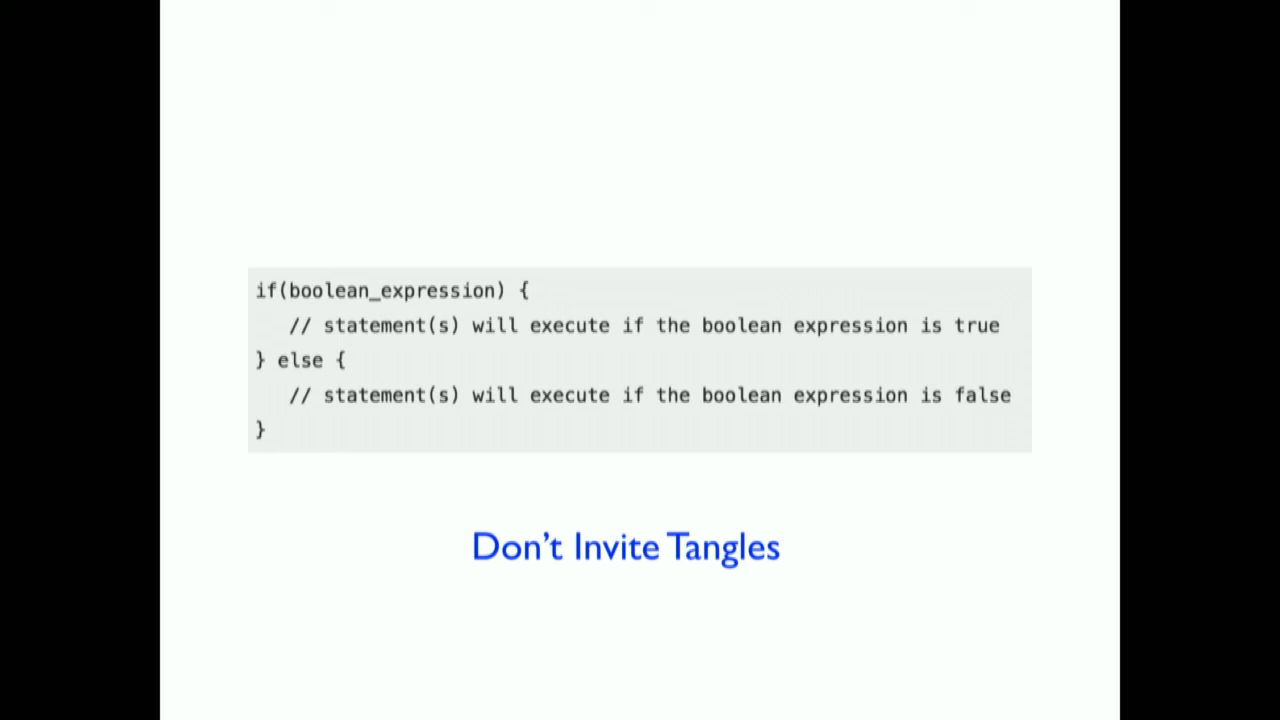 if(boolean_expression) {
   // statement(s) will execute if the boolean expression is true
} else {
   // statement(s) will execute if the boolean expression is false
}
Don’t Invite Tangles